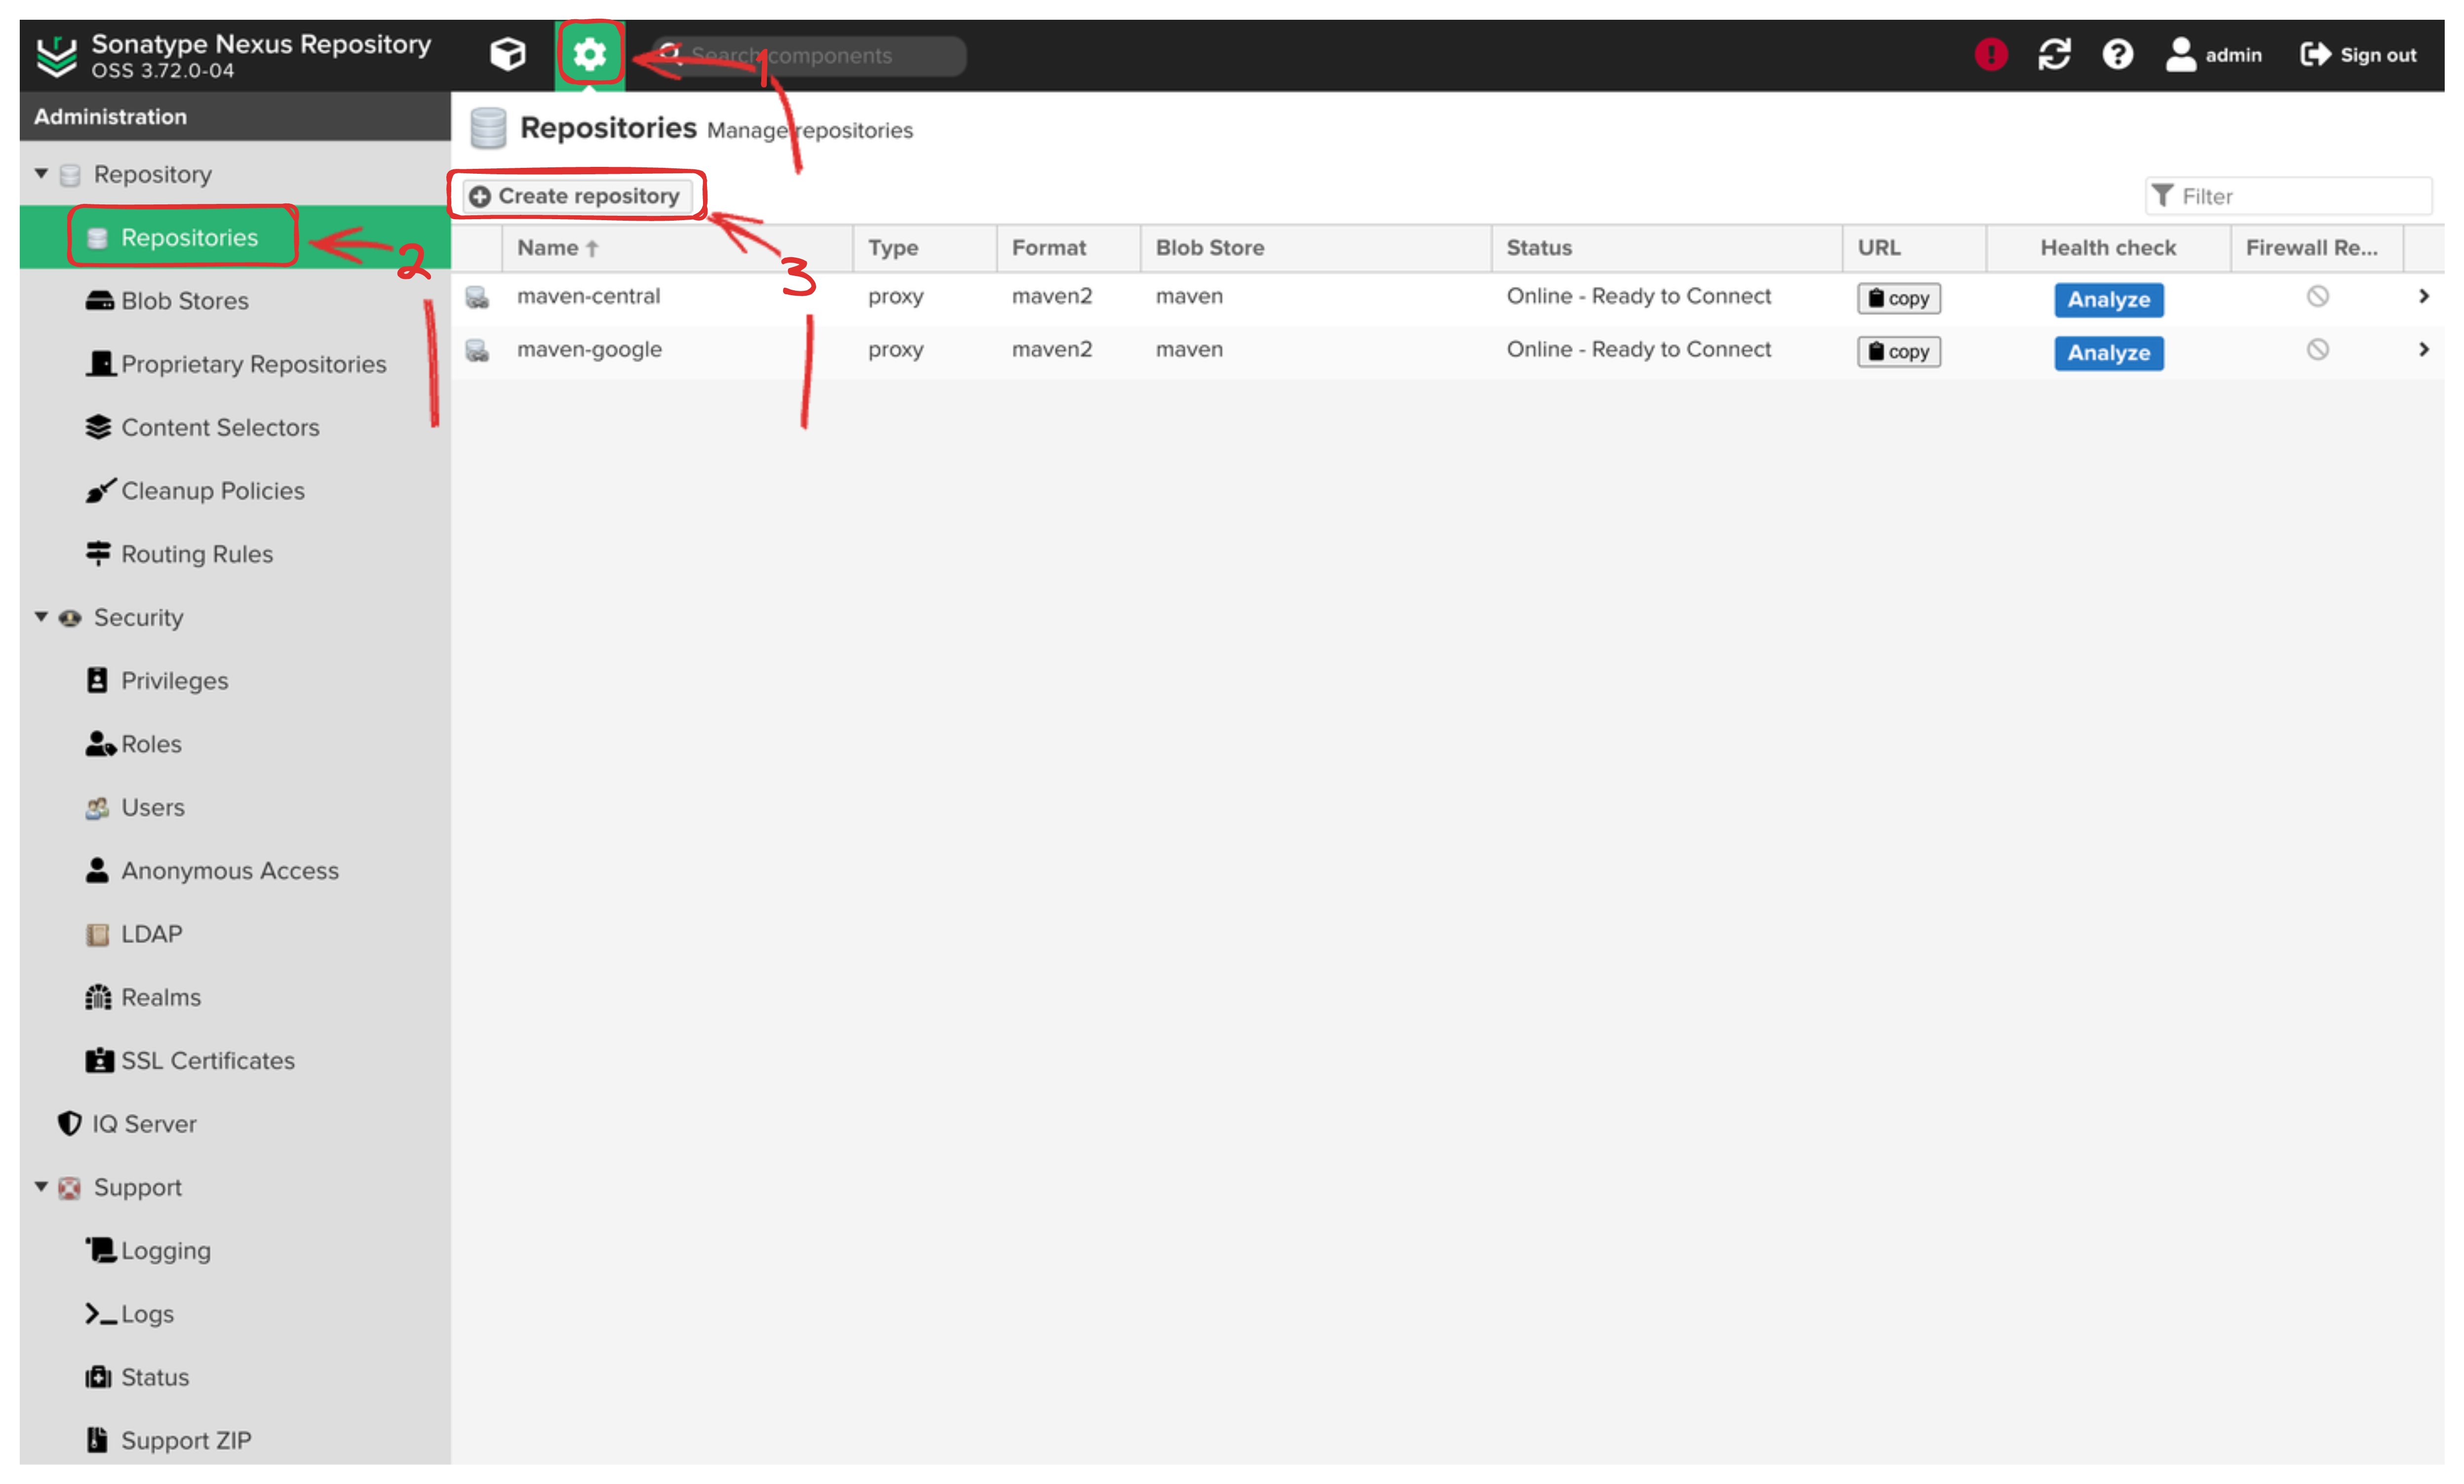 Sonatype Nexus Repository
OSS 3.72.0-04
Search components
1
admin
Sign out
Administration
Repositories Manage repositories
Repository
Create repository
Filter
Repositories
2
3
Name Type Format Blob Store Status URL Health check Firewall Re...
maven-central proxy maven2 maven Online - Ready to Connect copy Analyze
maven-google proxy maven2 maven Online - Ready to Connect copy Analyze
Blob Stores
Proprietary Repositories
Content Selectors
Cleanup Policies
Routing Rules
Security
Privileges
Roles
Users
Anonymous Access
LDAP
Realms
SSL Certificates
IQ Server
Support
Logging
Logs
Status
Support ZIP